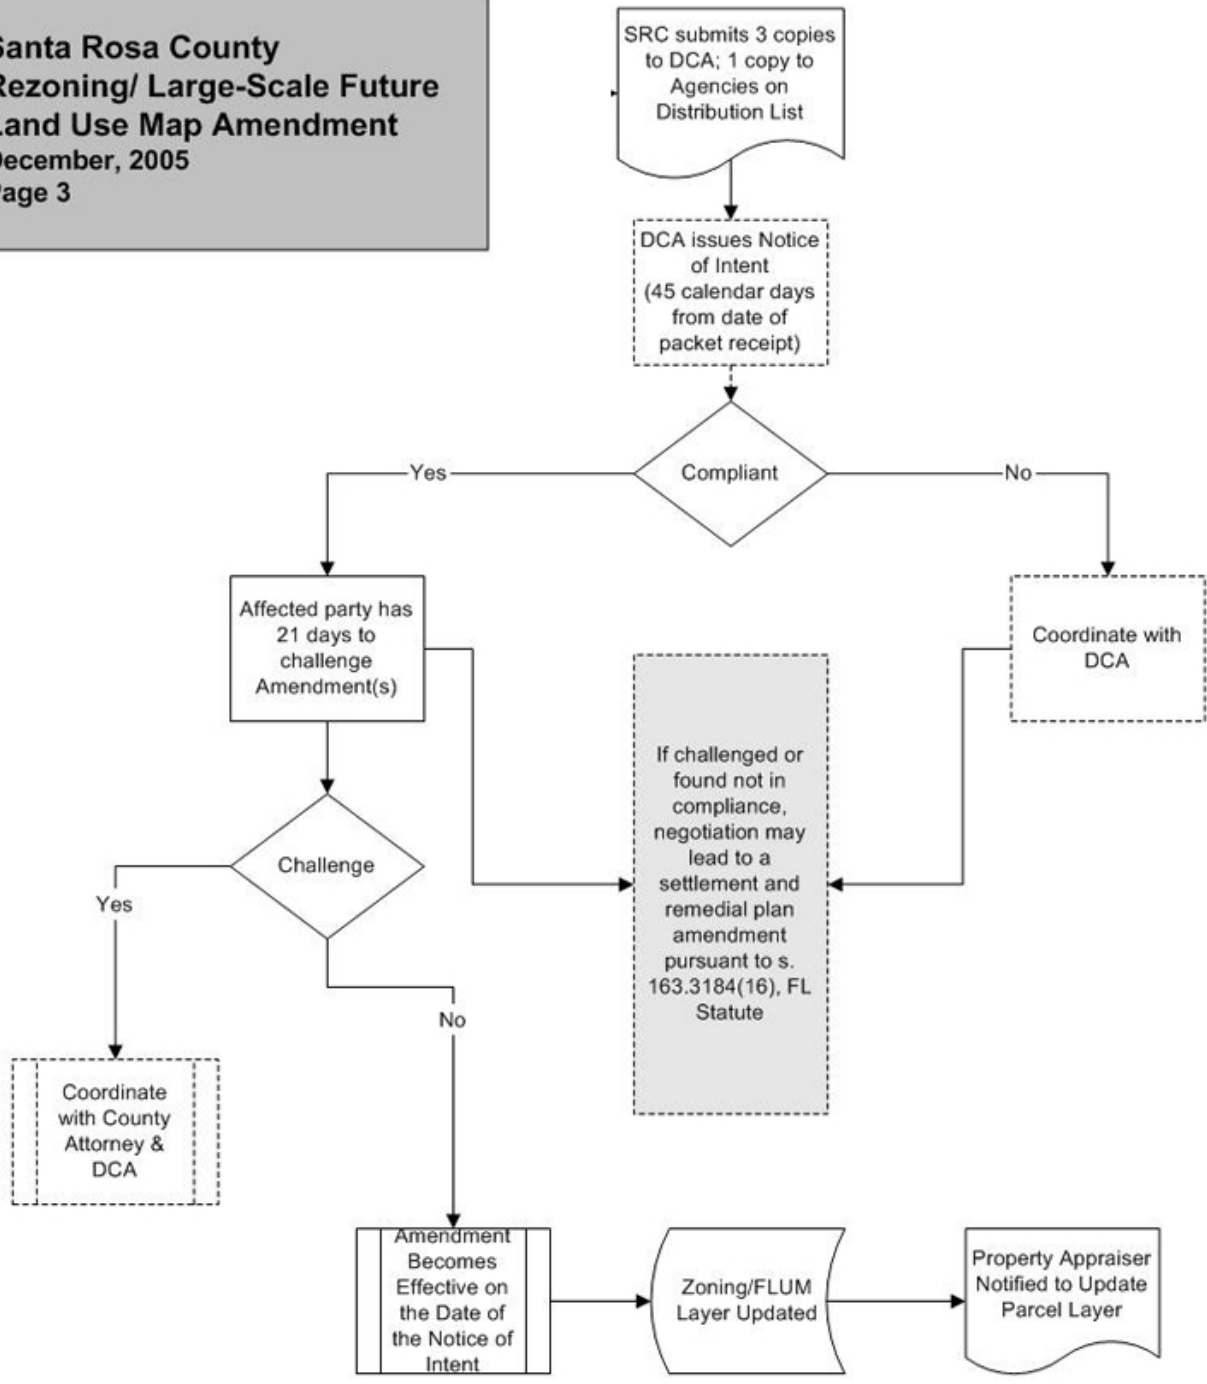 Santa Rosa County
Rezoning/ Large-Scale Future
Land Use Map Amendment
December, 2005
Page 3
SRC submits 3 copies
to DCA; 1 copy to
Agencies on
Distribution List
DCA issues Notice
of Intent
(45 calendar days
from date of
packet receipt)
Compliant
Yes
No
Affected party has
21 days to
challenge
Amendment(s)
Coordinate with
DCA
If challenged or
found not in
compliance,
negotiation may
lead to a
settlement and
remedial plan
amendment
pursuant to s.
163.3184(16), FL
Statute
Challenge
Yes
No
Coordinate
with County
Attorney &
DCA
Amendment
Becomes
Effective on
the Date of
the Notice of
Intent
Zoning/FLUM
Layer Updated
Property Appraiser
Notified to Update
Parcel Layer